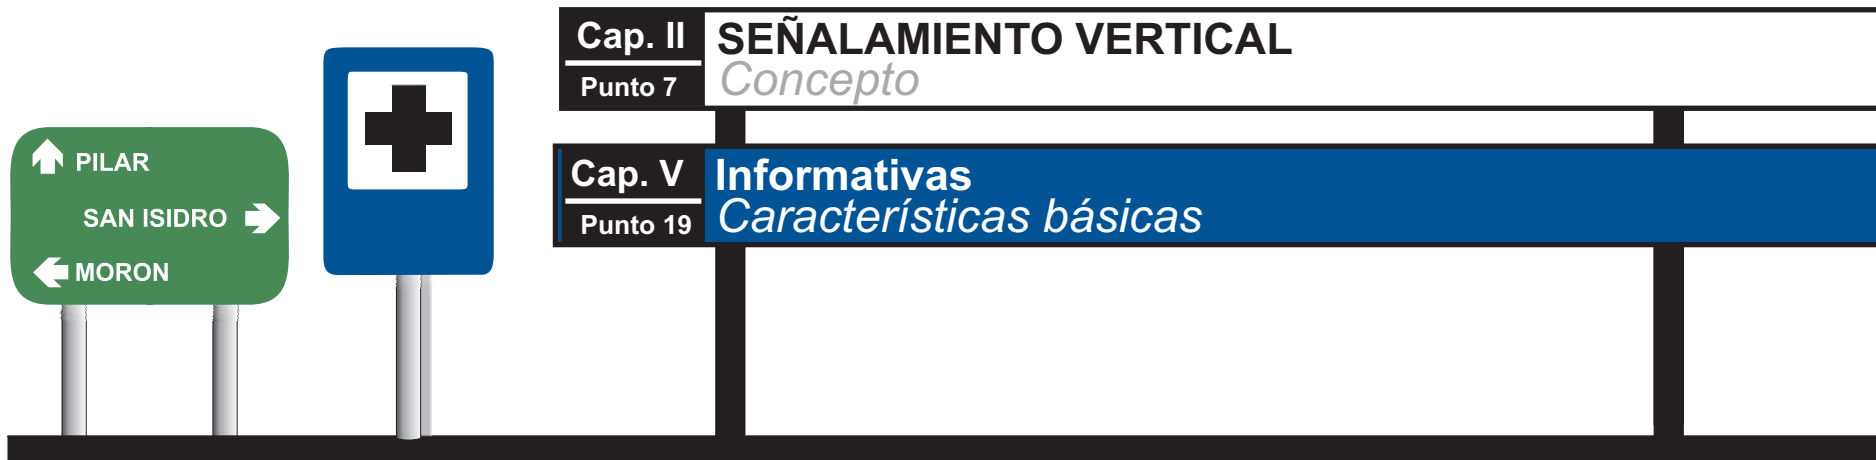 PILAR
SAN ISIDRO
MORON
Cap. II
Punto 7
SEÑALAMIENTO VERTICAL
Concepto
Cap. V
Punto 19
Informativas
Características básicas